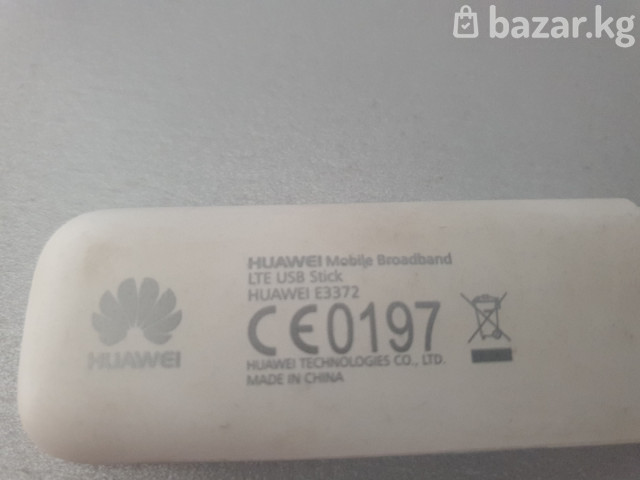 bazar.kg
HUAWEI Mobile Broadband
LTE USB Stick
HUAWEI E3372
CE0197
HUAWEI TECHNOLOGIES CO., LTD.
MADE IN CHINA
HUAWEI